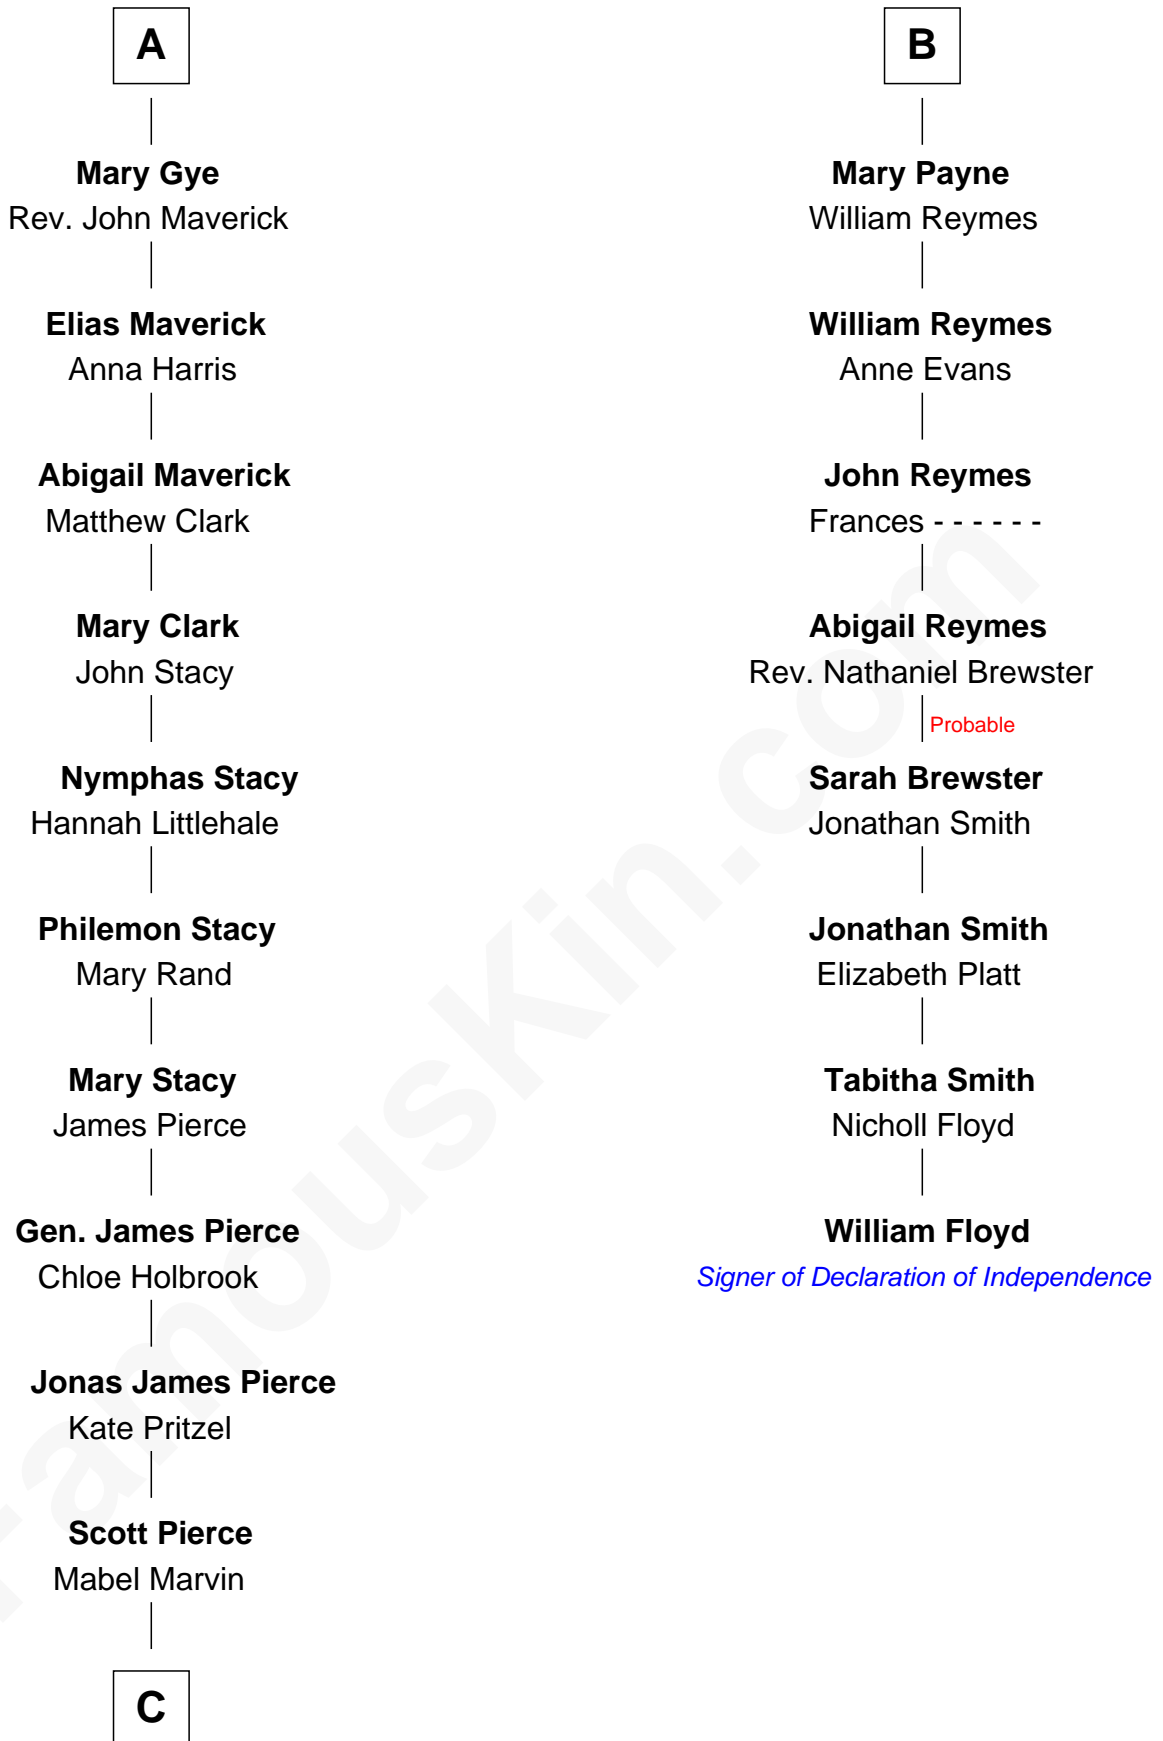 A
Mary Gye
Rev. John Maverick
Elias Maverick
Anna Harris
Abigail Maverick
Matthew Clark
Mary Clark
John Stacy
Nymphas Stacy
Hannah Littlehale
Philemon Stacy
Mary Rand
Mary Stacy
James Pierce
Gen. James Pierce
Chloe Holbrook
Jonas James Pierce
Kate Pritzel
Scott Pierce
Mabel Marvin
C
B
Mary Payne
William Reymes
William Reymes
Anne Evans
John Reymes
Frances - - - - - -
Abigail Reymes
Rev. Nathaniel Brewster
Probable
Sarah Brewster
Jonathan Smith
Jonathan Smith
Elizabeth Platt
Tabitha Smith
Nicholl Floyd
William Floyd
Signer of Declaration of Independence
FamousKin.com